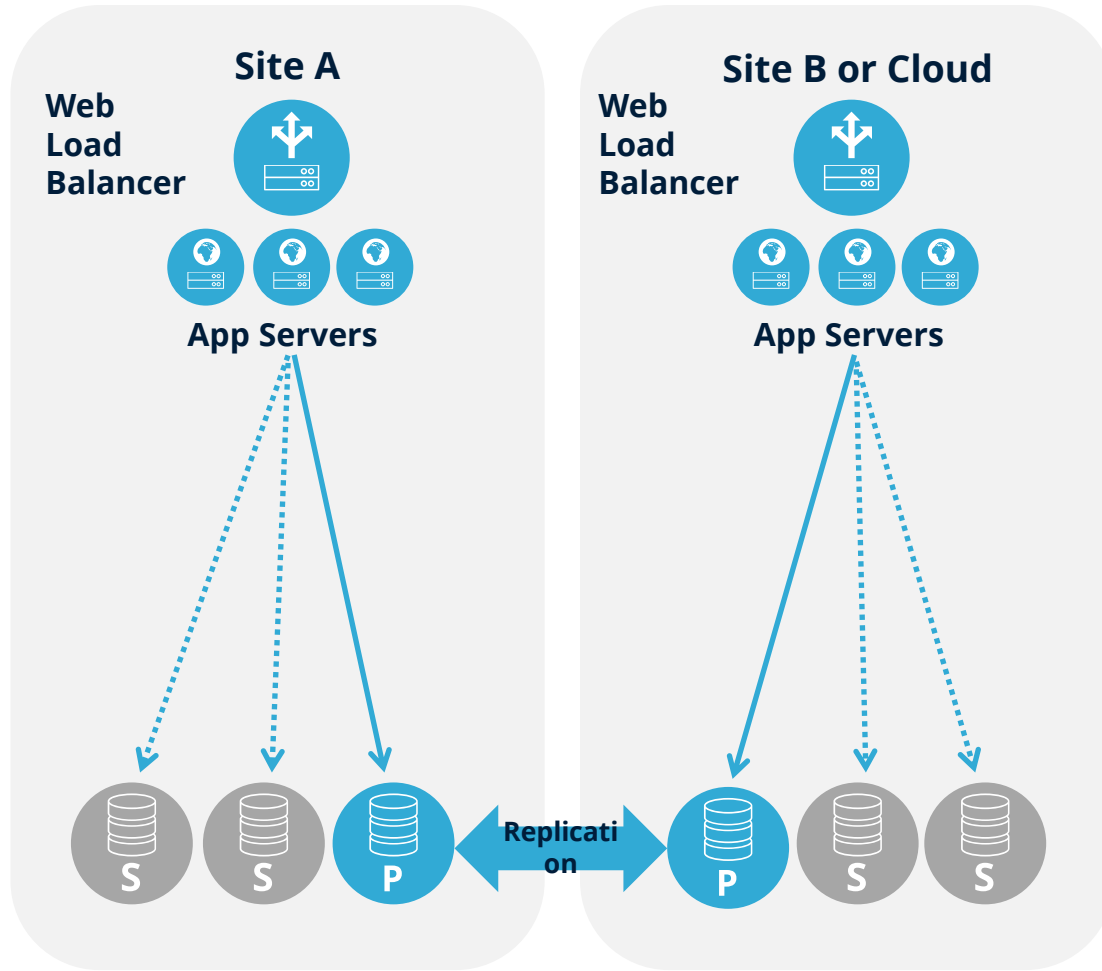 Site A
Web
Load
Balancer
App Servers
S
S
P
Replicati
on
Site B or Cloud
Web
Load
Balancer
App Servers
P
S
S